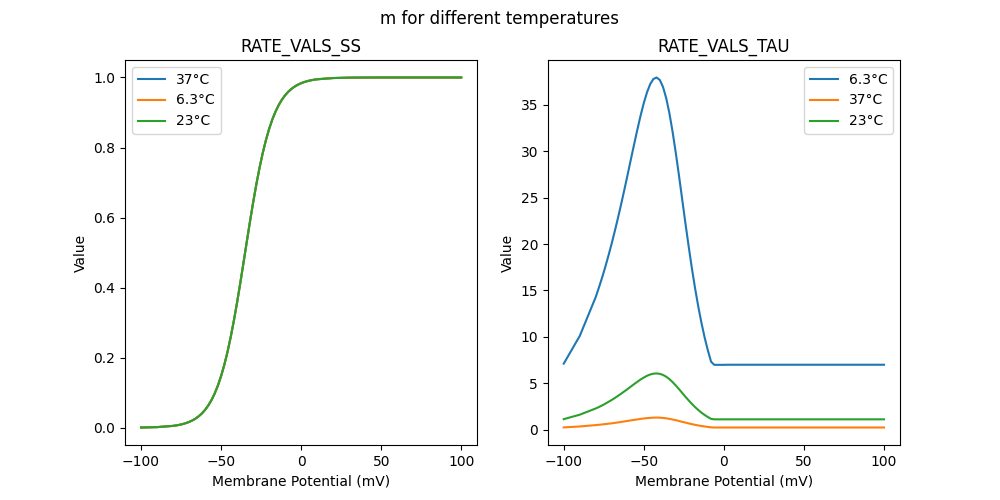 m for different temperatures
RATE_VALS_SS
RATE_VALS_TAU
37°C
6.3°C
23°C
6.3°C
37°C
23°C
1.0
0.8
0.6
0.4
0.2
0.0
Value
−100
−50
0
50
100
Membrane Potential (mV)
35
30
25
20
15
10
5
0
Value
−100
−50
0
50
100
Membrane Potential (mV)